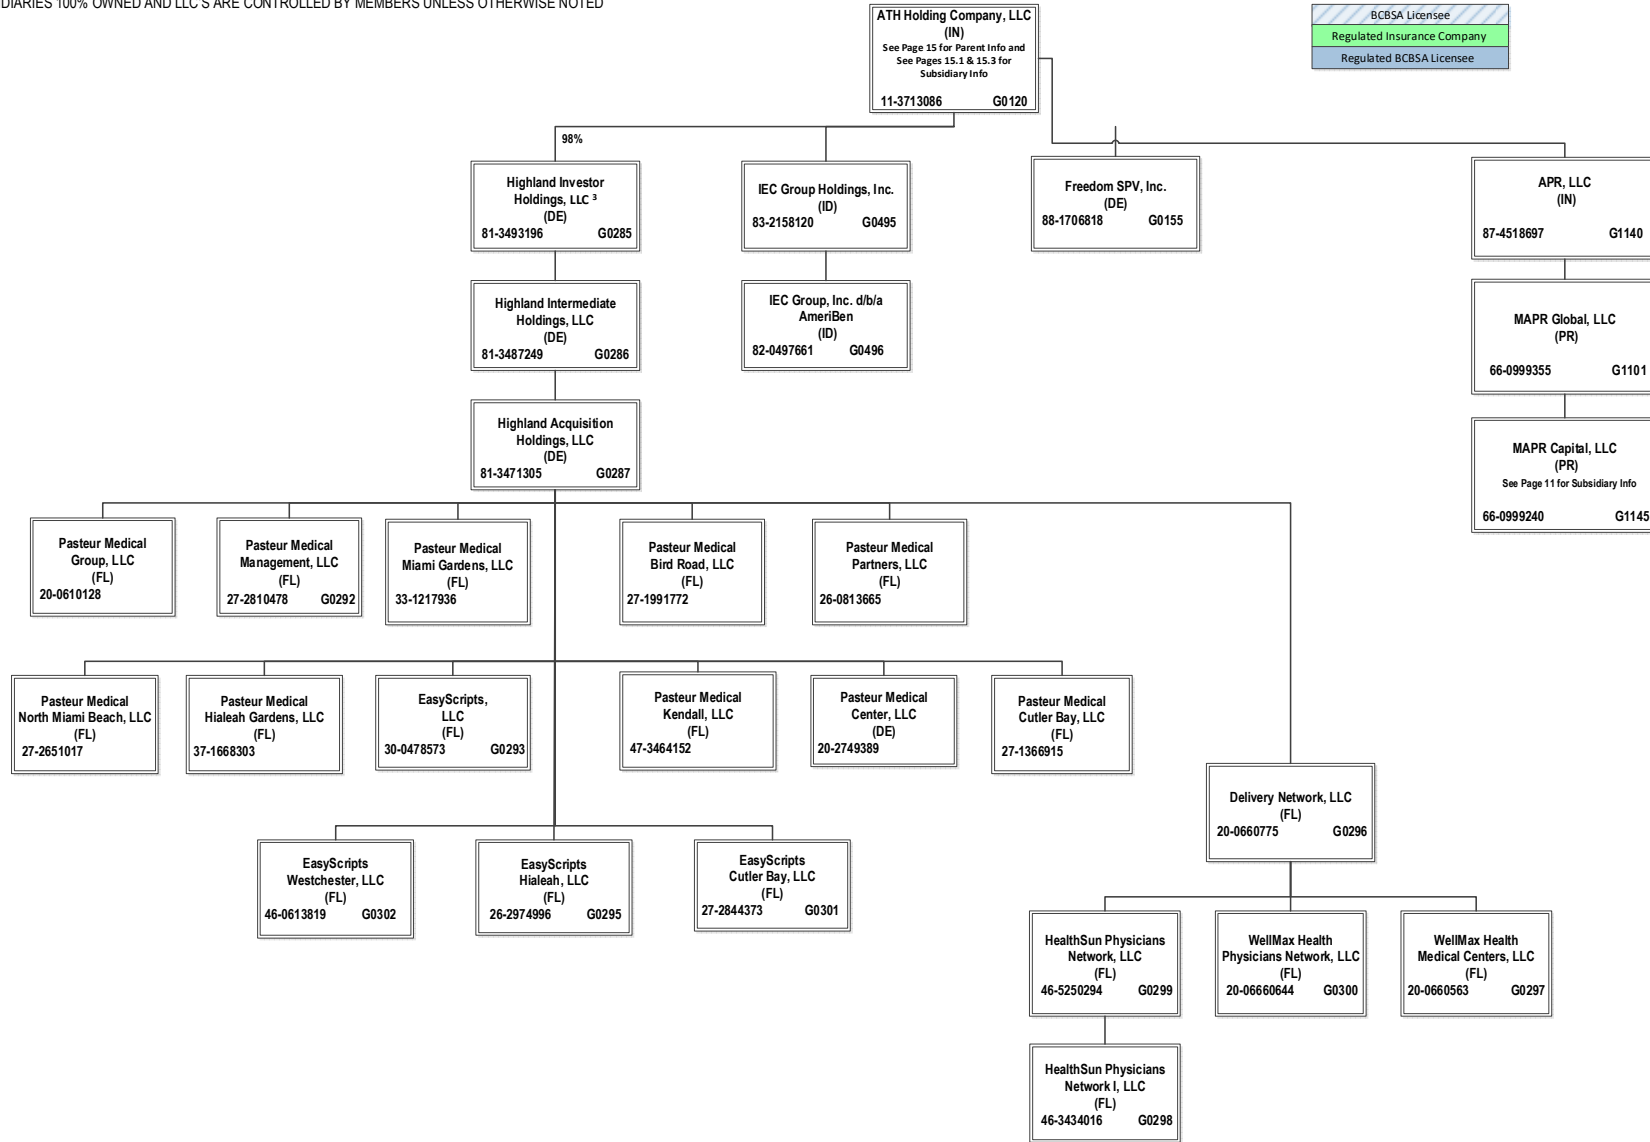 DIARIES 100% OWNED AND LLC'S ARE CONTROLLED BY MEMBERS UNLESS OTHERWISE NOTED
ATH Holding Company, LLC
(IN)
See Page 15 for Parent Info and
See Pages 15.1 & 15.3 for
Subsidiary Info
11-3713086 G0120
BCBSA Licensee
Regulated Insurance Company
Regulated BCBSA Licensee
98%
Highland Investor
Holdings, LLC ³
(DE)
81-3493196 G0285
IEC Group Holdings, Inc.
(ID)
83-2158120 G0495
Freedom SPV, Inc.
(DE)
88-1706818 G0155
APR, LLC
(IN)
87-4518697 G1140
Highland Intermediate
Holdings, LLC
(DE)
81-3487249 G0286
IEC Group, Inc. d/b/a
AmeriBen
(ID)
82-0497661 G0496
MAPR Global, LLC
(PR)
66-0999355 G1101
Highland Acquisition
Holdings, LLC
(DE)
81-3471305 G0287
MAPR Capital, LLC
(PR)
See Page 11 for Subsidiary Info
66-0999240 G1145
Pasteur Medical
Group, LLC
(FL)
20-0610128
Pasteur Medical
Management, LLC
(FL)
27-2810478 G0292
Pasteur Medical
Miami Gardens, LLC
(FL)
33-1217936
Pasteur Medical
Bird Road, LLC
(FL)
27-1991772
Pasteur Medical
Partners, LLC
(FL)
26-0813665
Pasteur Medical
North Miami Beach, LLC
(FL)
27-2651017
Pasteur Medical
Hialeah Gardens, LLC
(FL)
37-1668303
EasyScripts,
LLC
(FL)
30-0478573 G0293
Pasteur Medical
Kendall, LLC
(FL)
47-3464152
Pasteur Medical
Center, LLC
(DE)
20-2749389
Pasteur Medical
Cutler Bay, LLC
(FL)
27-1366915
Delivery Network, LLC
(FL)
20-0660775 G0296
EasyScripts
Westchester, LLC
(FL)
46-0613819 G0302
EasyScripts
Hialeah, LLC
(FL)
26-2974996 G0295
EasyScripts
Cutler Bay, LLC
(FL)
27-2844373 G0301
HealthSun Physicians
Network, LLC
(FL)
46-5250294 G0299
WellMax Health
Physicians Network, LLC
(FL)
20-06660644 G0300
WellMax Health
Medical Centers, LLC
(FL)
20-0660563 G0297
HealthSun Physicians
Network I, LLC
(FL)
46-3434016 G0298